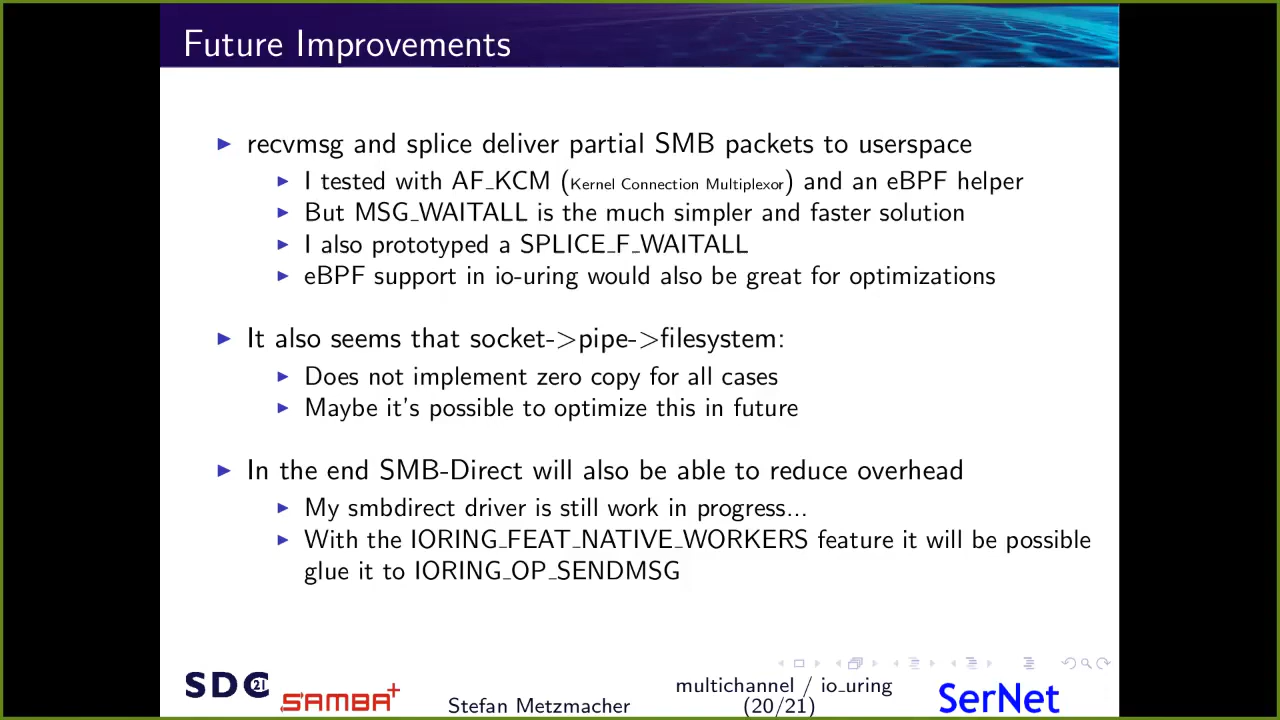 Future Improvements
recvmsg and splice deliver partial SMB packets to userspace
I tested with AF_KCM (Kernel Connection Multiplexor) and an eBPF helper
But MSG_WAITALL is the much simpler and faster solution
I also prototyped a SPLICE_F_WAITALL
eBPF support in io-uring would also be great for optimizations
It also seems that socket->pipe->filesystem:
Does not implement zero copy for all cases
Maybe it's possible to optimize this in future
In the end SMB-Direct will also be able to reduce overhead
My smbdirect driver is still work in progress...
With the IORING_FEAT_NATIVE_WORKERS feature it will be possible
glue it to IORING_OP_SENDMSG
SDC 21
SAMBA+
Stefan Metzmacher
multichannel / io_uring
(20/21)
SerNet